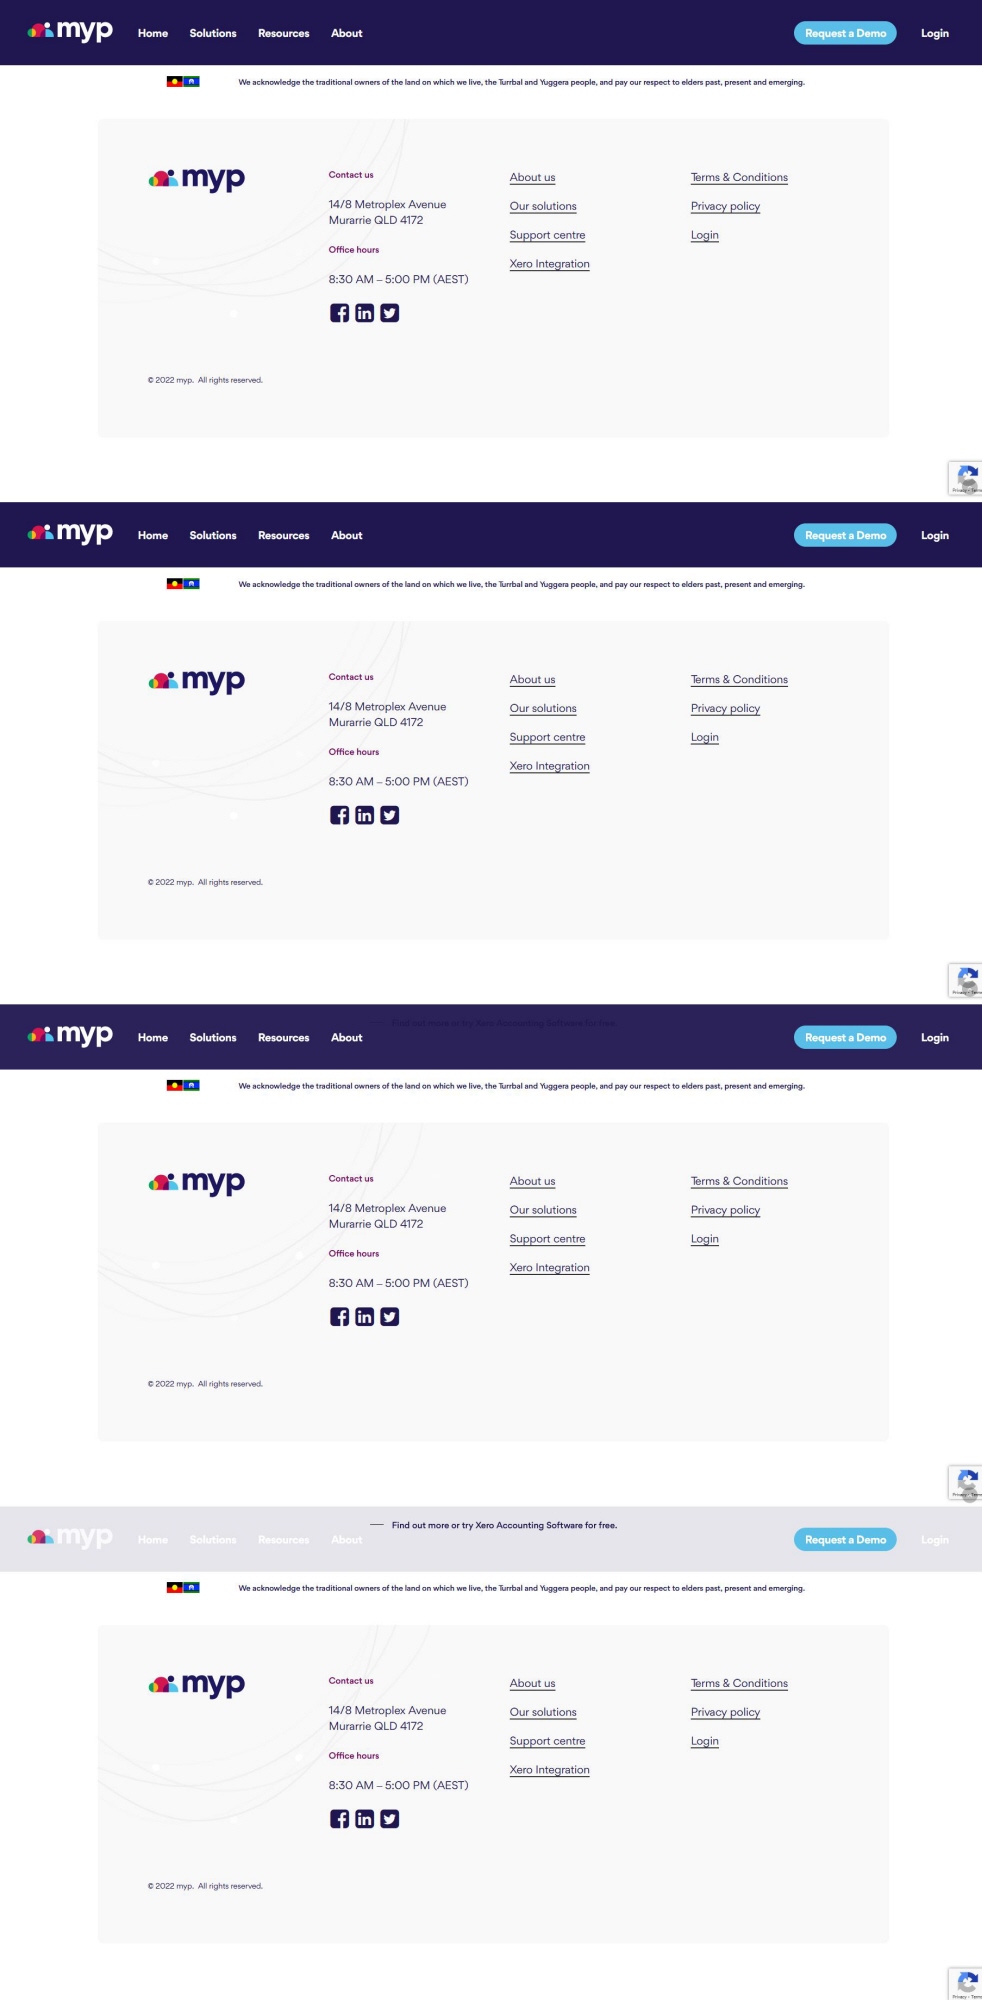 myp Home Solutions Resources About Request a Demo Login
We acknowledge the traditional owners of the land on which we live, the Turrbal and Yuggera people, and pay our respect to elders past, present and emerging.
myp
Contact us
14/8 Metroplex Avenue
Murarrie QLD 4172
Office hours
8:30 AM – 5:00 PM (AEST)
About us
Our solutions
Support centre
Xero Integration
Terms & Conditions
Privacy policy
Login
© 2022 myp. All rights reserved.
myp Home Solutions Resources About Request a Demo Login
We acknowledge the traditional owners of the land on which we live, the Turrbal and Yuggera people, and pay our respect to elders past, present and emerging.
myp
Contact us
14/8 Metroplex Avenue
Murarrie QLD 4172
Office hours
8:30 AM – 5:00 PM (AEST)
About us
Our solutions
Support centre
Xero Integration
Terms & Conditions
Privacy policy
Login
© 2022 myp. All rights reserved.
Find out more or try Xero Accounting Software for free.
myp Home Solutions Resources About Request a Demo Login
We acknowledge the traditional owners of the land on which we live, the Turrbal and Yuggera people, and pay our respect to elders past, present and emerging.
myp
Contact us
14/8 Metroplex Avenue
Murarrie QLD 4172
Office hours
8:30 AM – 5:00 PM (AEST)
About us
Our solutions
Support centre
Xero Integration
Terms & Conditions
Privacy policy
Login
© 2022 myp. All rights reserved.
Find out more or try Xero Accounting Software for free.
myp Home Solutions Resources About Request a Demo Login
We acknowledge the traditional owners of the land on which we live, the Turrbal and Yuggera people, and pay our respect to elders past, present and emerging.
myp
Contact us
14/8 Metroplex Avenue
Murarrie QLD 4172
Office hours
8:30 AM – 5:00 PM (AEST)
About us
Our solutions
Support centre
Xero Integration
Terms & Conditions
Privacy policy
Login
© 2022 myp. All rights reserved.